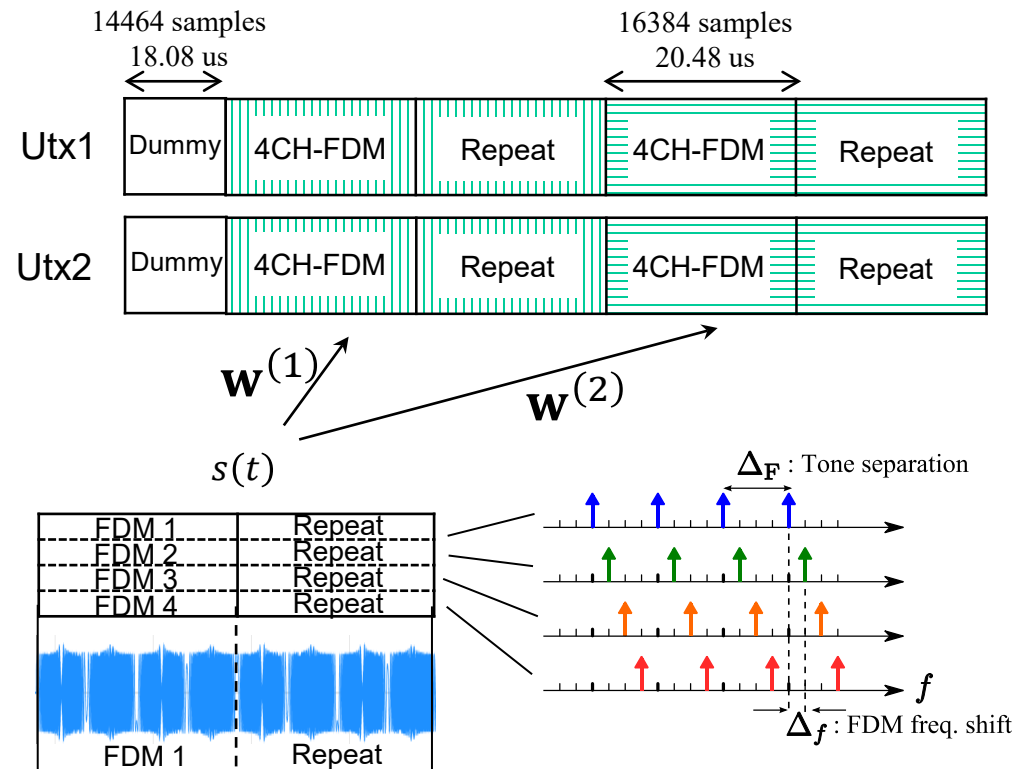 14464 samples
18.08 us
16384 samples
20.48 us
Utx1
Dummy
4CH-FDM
Repeat
4CH-FDM
Repeat
Utx2
Dummy
4CH-FDM
Repeat
4CH-FDM
Repeat
w(1)
w(2)
s(t)
ΔF : Tone separation
FDM 1
Repeat
FDM 2
Repeat
FDM 3
Repeat
FDM 4
Repeat
f
Δf : FDM freq. shift
FDM 1
Repeat